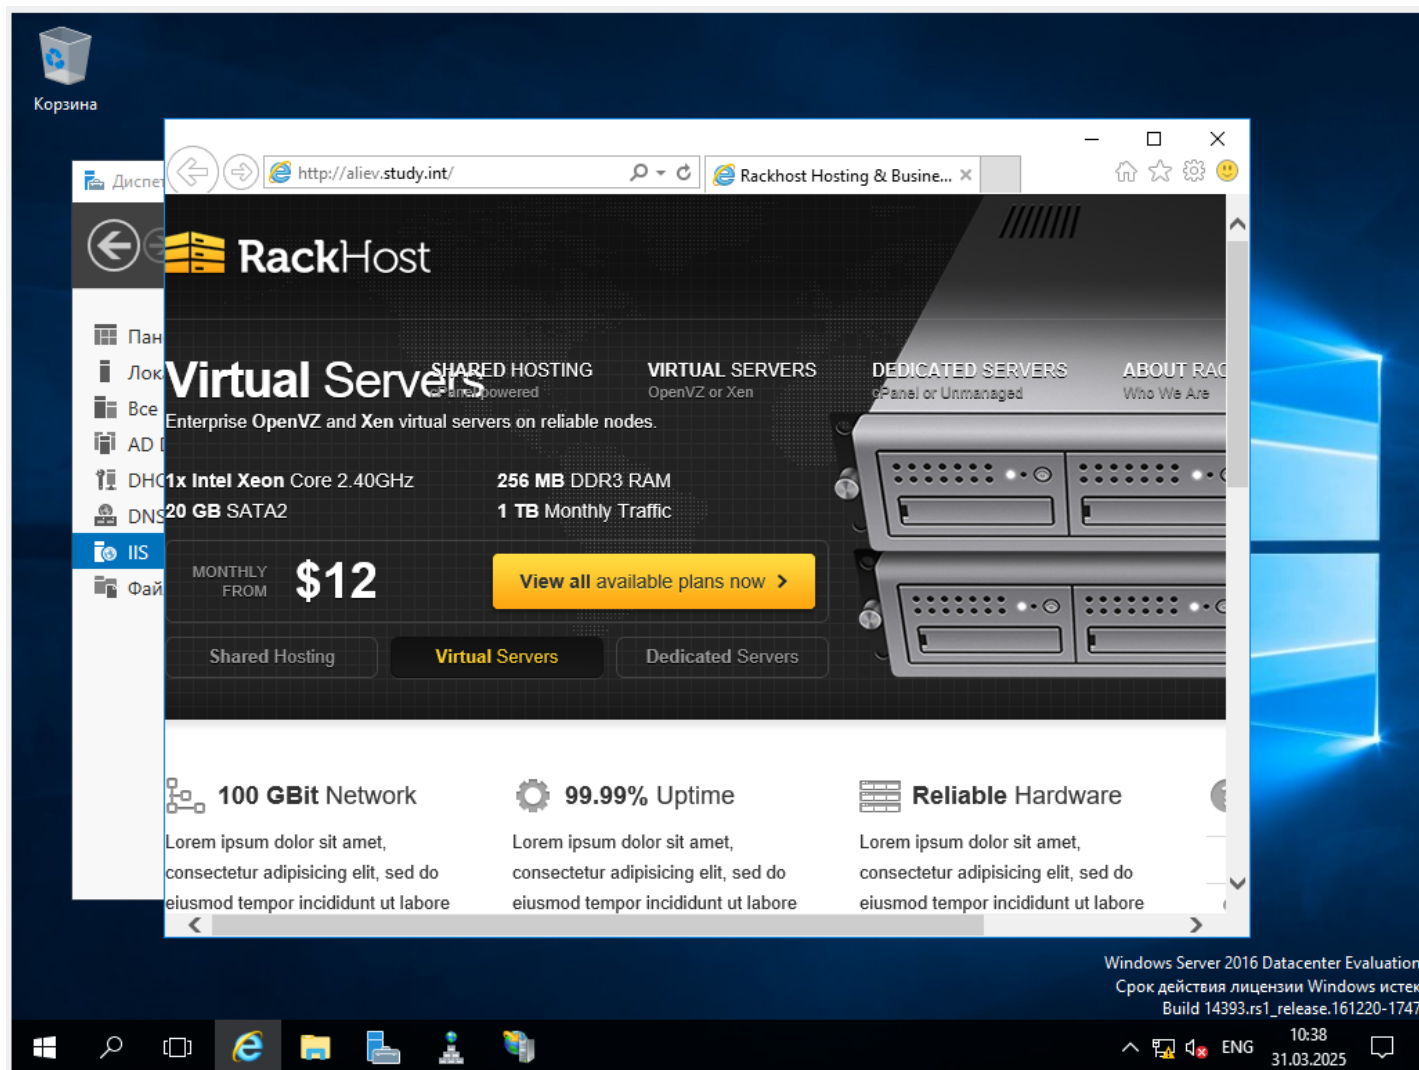 Корзина
Диспет
http://aliev.study.int/
Rackhost Hosting & Busine...
RackHost
Virtual Servers
SHARED HOSTING
VIRTUAL SERVERS
DEDICATED SERVERS
ABOUT RAC
cPanel powered
OpenVZ or Xen
cPanel or Unmanaged
Who We Are
Enterprise OpenVZ and Xen virtual servers on reliable nodes.
1x Intel Xeon Core 2.40GHz
256 MB DDR3 RAM
20 GB SATA2
1 TB Monthly Traffic
MONTHLY
FROM
$12
View all available plans now
Shared Hosting
Virtual Servers
Dedicated Servers
Пан
Лока
Все
AD D
DHC
DNS
IIS
Фай
100 GBit Network
99.99% Uptime
Reliable Hardware
Lorem ipsum dolor sit amet,
consectetur adipisicing elit, sed do
eiusmod tempor incididunt ut labore
Lorem ipsum dolor sit amet,
consectetur adipisicing elit, sed do
eiusmod tempor incididunt ut labore
Lorem ipsum dolor sit amet,
consectetur adipisicing elit, sed do
eiusmod tempor incididunt ut labore
Windows Server 2016 Datacenter Evaluation
Срок действия лицензии Windows истек
Build 14393.rs1_release.161220-1747
ENG
10:38
31.03.2025